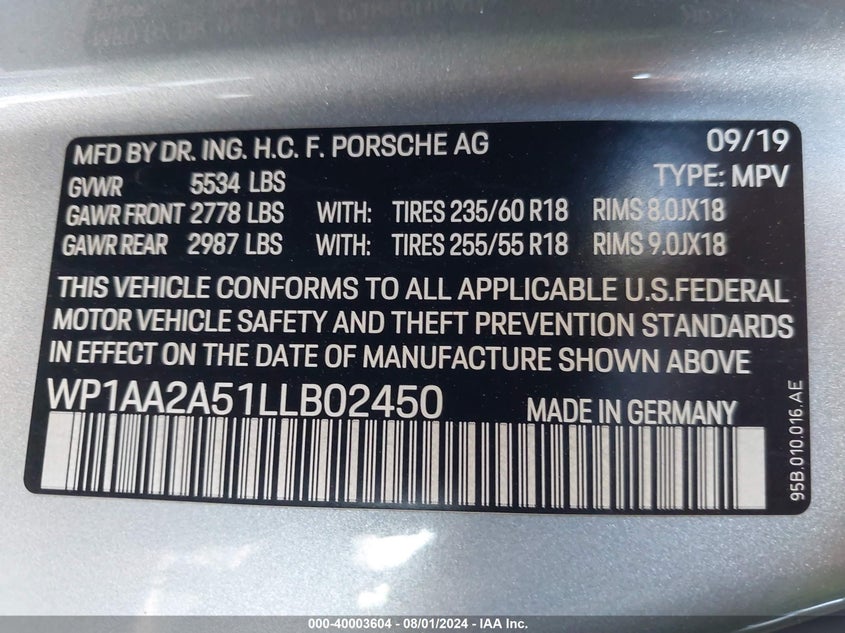 MFD BY DR. ING. H.C. F. PORSCHE AG 09/19
GVWR 5534 LBS TYPE: MPV
GAWR FRONT 2778 LBS WITH: TIRES 235/60 R18 RIMS 8.0JX18
GAWR REAR 2987 LBS WITH: TIRES 255/55 R18 RIMS 9.0JX18
THIS VEHICLE CONFORMS TO ALL APPLICABLE U.S.FEDERAL
MOTOR VEHICLE SAFETY AND THEFT PREVENTION STANDARDS
IN EFFECT ON THE DATE OF MANUFACTURE SHOWN ABOVE
WP1AA2A51LLB02450 MADE IN GERMANY
95B.010.016.AE
000-40003604 / 08/01/2024 - IAA Inc.